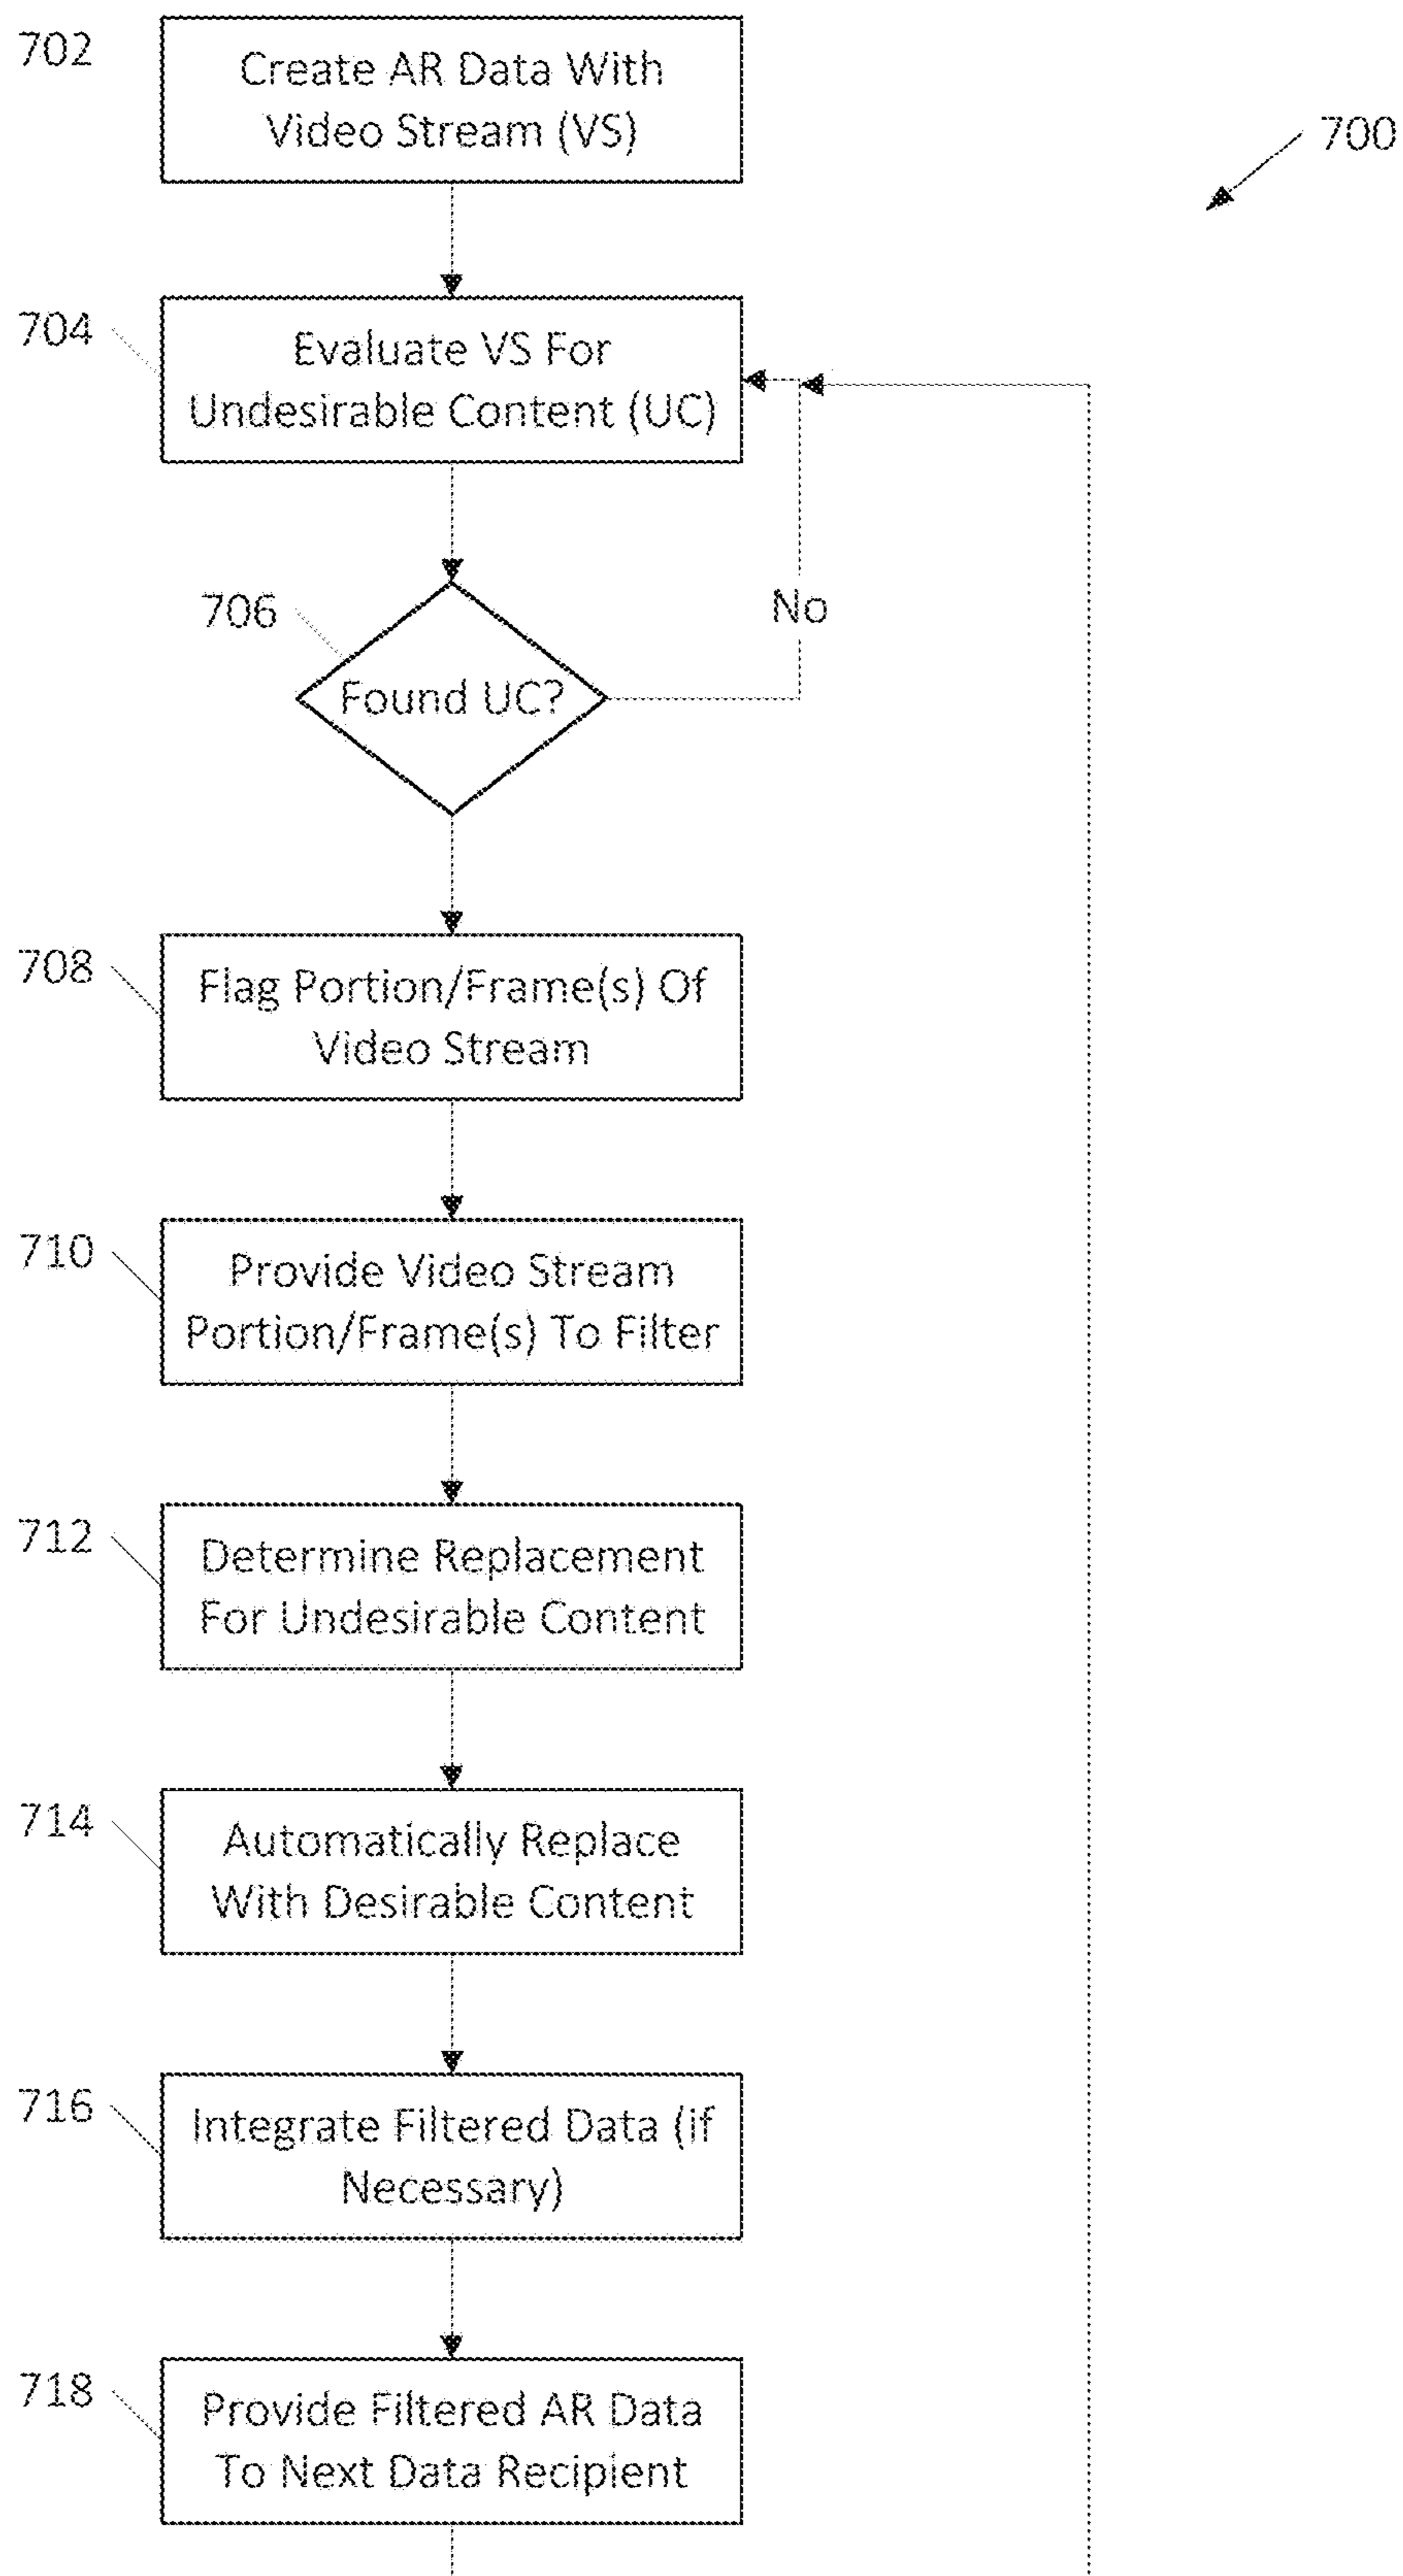 702
Create AR Data With
Video Stream (VS)
700
704
Evaluate VS For
Undesirable Content (UC)
706
Found UC?
No
708
Flag Portion/Frame(s) Of
Video Stream
710
Provide Video Stream
Portion/Frame(s) To Filter
712
Determine Replacement
For Undesirable Content
714
Automatically Replace
With Desirable Content
716
Integrate Filtered Data (if
Necessary)
718
Provide Filtered AR Data
To Next Data Recipient